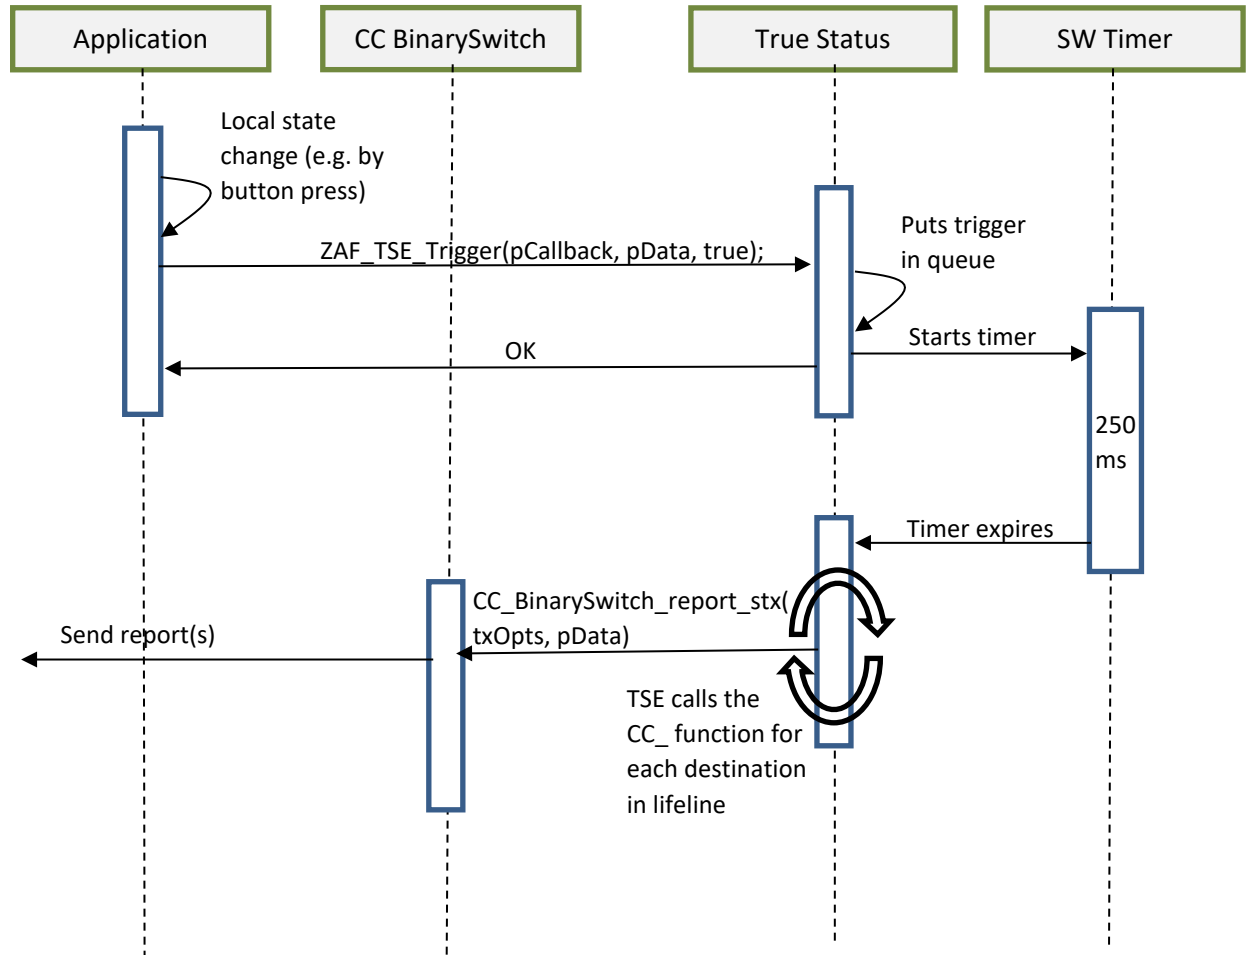 Application
CC BinarySwitch
True Status
SW Timer
Local state
change (e.g. by
button press)
ZAF_TSE_Trigger(pCallback, pData, true);
Puts trigger
in queue
Starts timer
OK
250
ms
Timer expires
CC_BinarySwitch_report_stx(
txOpts, pData)
Send report(s)
TSE calls the
CC_ function for
each destination
in lifeline